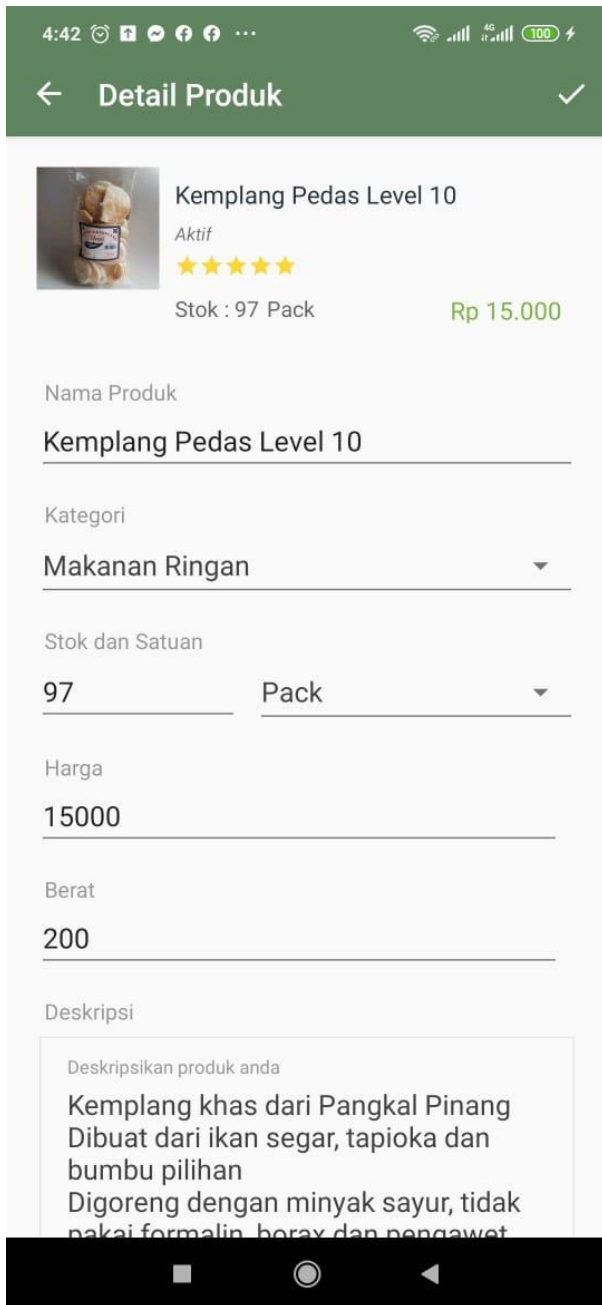 4:42
4G
100
Detail Produk
Kemplang Pedas Level 10
Aktif
Stok : 97 Pack
Rp 15.000
Nama Produk
Kemplang Pedas Level 10
Kategori
Makanan Ringan
Stok dan Satuan
97
Pack
Harga
15000
Berat
200
Deskripsi
Deskripsikan produk anda
Kemplang khas dari Pangkal Pinang
Dibuat dari ikan segar, tapioka dan
bumbu pilihan
Digoreng dengan minyak sayur, tidak
pakai formalin, borax dan pengawet